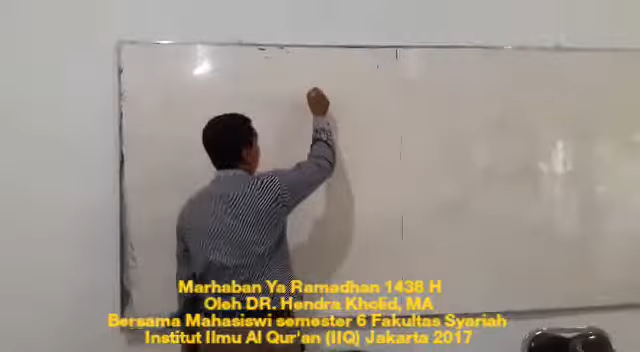 Marhaban Ya Ramadhan 1438 H
Oleh DR. Hendra Kholid, MA
Bersama Mahasiswi semester 6 Fakultas Syariah
Institut Ilmu Al Qur'an (IIQ) Jakarta 2017